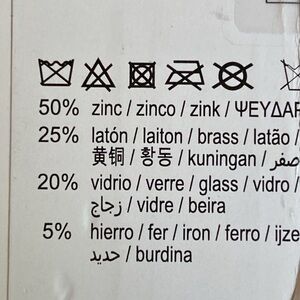 50% zinc / zinco / zink / ΨΕΥΔΑΡ
25% latón / laiton / brass / latão /
黄铜 / 황동 / kuningan / صفر /
20% vidrio / verre / glass / vidro /
زجاج / vidre / beira
5% hierro / fer / iron / ferro / ijze
حديد / burdina